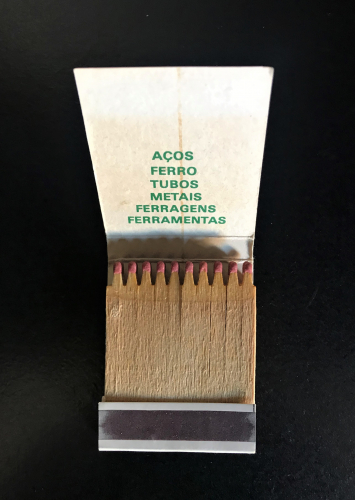 AÇOS
FERRO
TUBOS
METAIS
FERRAGENS
FERRAMENTAS